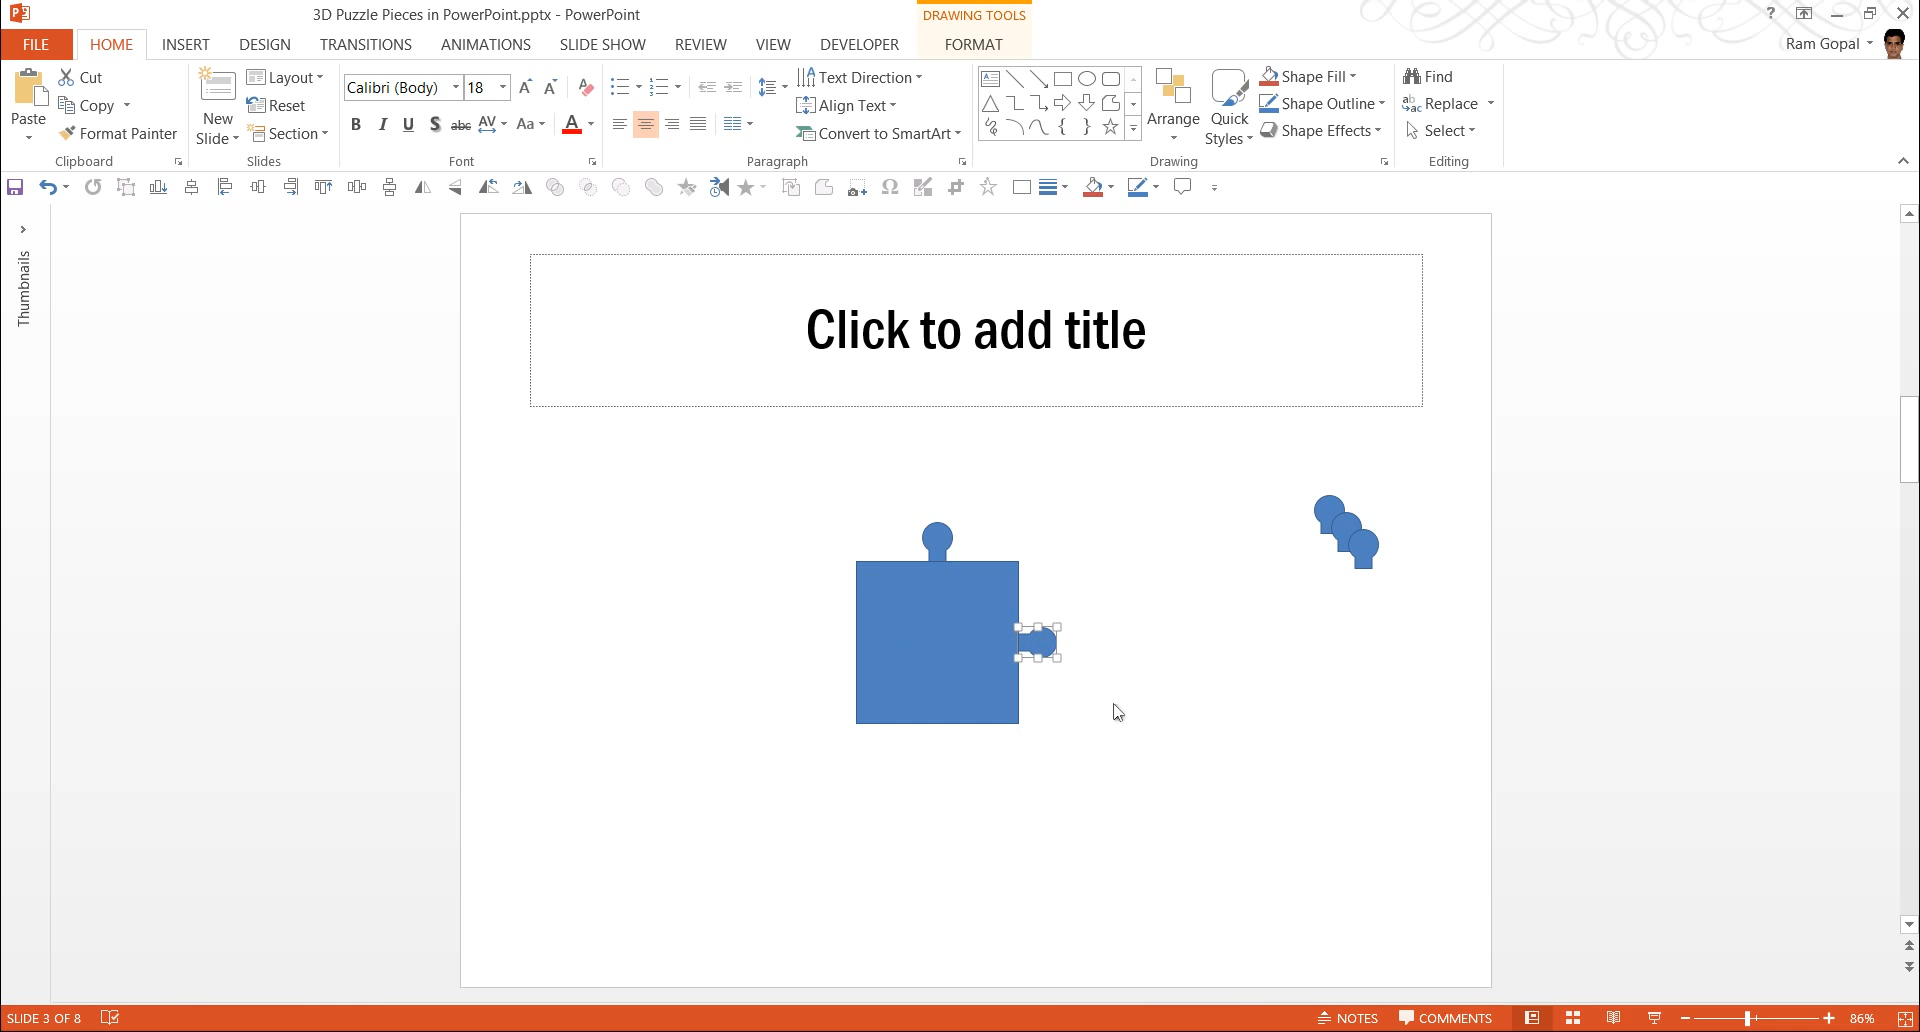 3D Puzzle Pieces in PowerPoint.pptx - PowerPoint
DRAWING TOOLS
?
FILE
HOME
INSERT
DESIGN
TRANSITIONS
ANIMATIONS
SLIDE SHOW
REVIEW
VIEW
DEVELOPER
FORMAT
Ram Gopal
Paste
Cut
Copy
Format Painter
Clipboard
New
Slide
Layout
Reset
Section
Slides
Calibri (Body)
18
B I U S abc AV Aa A
Font
Text Direction
Align Text
Convert to SmartArt
Paragraph
Arrange
Quick
Styles
Shape Fill
Shape Outline
Shape Effects
Drawing
Find
Replace
Select
Editing
Thumbnails
Click to add title
SLIDE 3 OF 8
NOTES
COMMENTS
86%